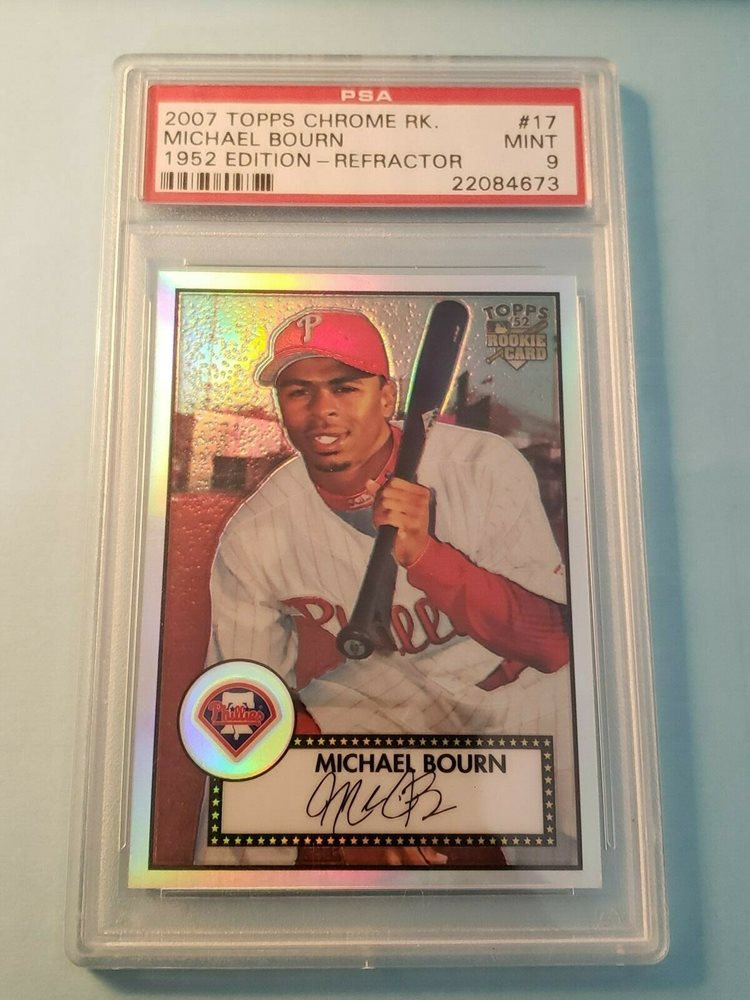 PSA
2007 TOPPS CHROME RK. #17
MICHAEL BOURN MINT
1952 EDITION - REFRACTOR 9
22084673
P
TOPPS
'52
ROOKIE
CARD
Phillies
Phillies
MICHAEL BOURN